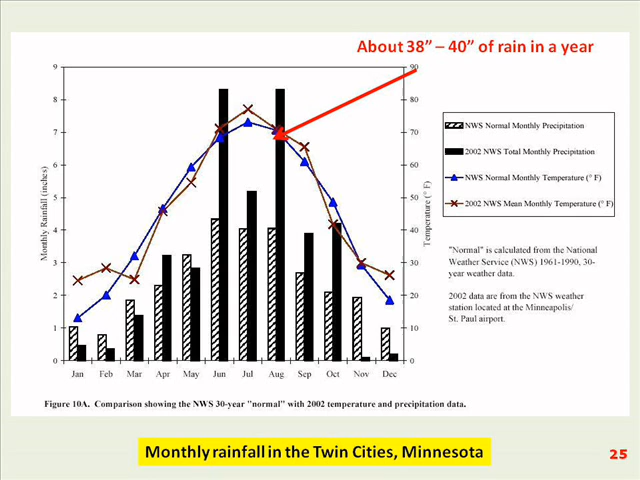 About 38” – 40” of rain in a year
9
8
7
6
5
4
3
2
1
0
Monthly Rainfall (inches)
90
80
70
60
50
40
30
20
10
0
Temperature (° F)
Jan Feb Mar Apr May Jun Jul Aug Sep Oct Nov Dec
NWS Normal Monthly Precipitation
2002 NWS Total Monthly Precipitation
NWS Normal Monthly Temperature (° F)
2002 NWS Mean Monthly Temperature (° F)
"Normal" is calculated from the National
Weather Service (NWS) 1961-1990, 30-
year weather data.
2002 data are from the NWS weather
station located at the Minneapolis/
St. Paul airport.
Figure 10A. Comparison showing the NWS 30-year "normal" with 2002 temperature and precipitation data.
Monthly rainfall in the Twin Cities, Minnesota
25